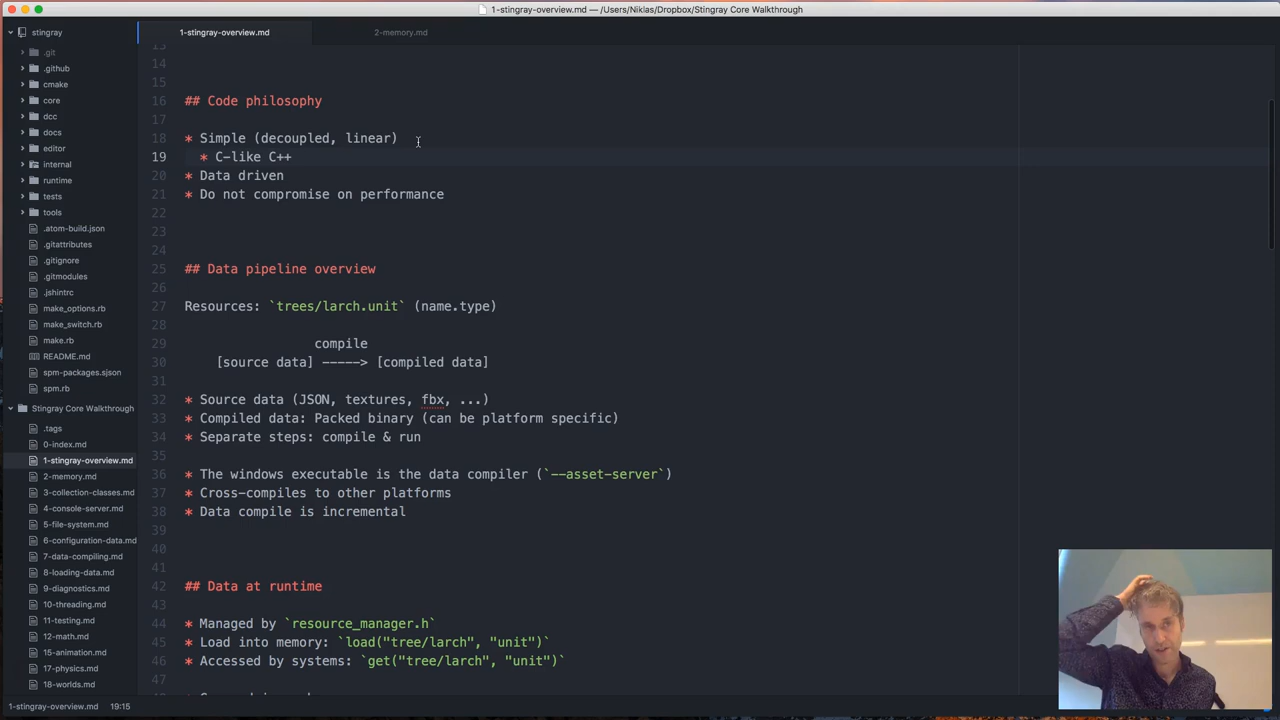 1-stingray-overview.md — /Users/Niklas/Dropbox/Stingray Core Walkthrough
stingray
.git
.github
cmake
core
dcc
docs
editor
internal
runtime
tests
tools
.atom-build.json
.gitattributes
.gitignore
.gitmodules
.jshintrc
make_options.rb
make_switch.rb
make.rb
README.md
spm-packages.sjson
spm.rb
Stingray Core Walkthrough
.tags
0-index.md
1-stingray-overview.md
2-memory.md
3-collection-classes.md
4-console-server.md
5-file-system.md
6-configuration-data.md
7-data-compiling.md
8-loading-data.md
9-diagnostics.md
10-threading.md
11-testing.md
12-math.md
15-animation.md
17-physics.md
18-worlds.md
1-stingray-overview.md 2-memory.md
13
14
15
16 ## Code philosophy
17
18 * Simple (decoupled, linear)
19 * C-like C++
20 * Data driven
21 * Do not compromise on performance
22
23
24
25 ## Data pipeline overview
26
27 Resources: `trees/larch.unit` (name.type)
28
29 compile
30 [source data] -----> [compiled data]
31
32 * Source data (JSON, textures, fbx, ...)
33 * Compiled data: Packed binary (can be platform specific)
34 * Separate steps: compile & run
35
36 * The windows executable is the data compiler (`--asset-server`)
37 * Cross-compiles to other platforms
38 * Data compile is incremental
39
40
41
42 ## Data at runtime
43
44 * Managed by `resource_manager.h`
45 * Load into memory: `load("tree/larch", "unit")`
46 * Accessed by systems: `get("tree/larch", "unit")`
47
1-stingray-overview.md 19:15